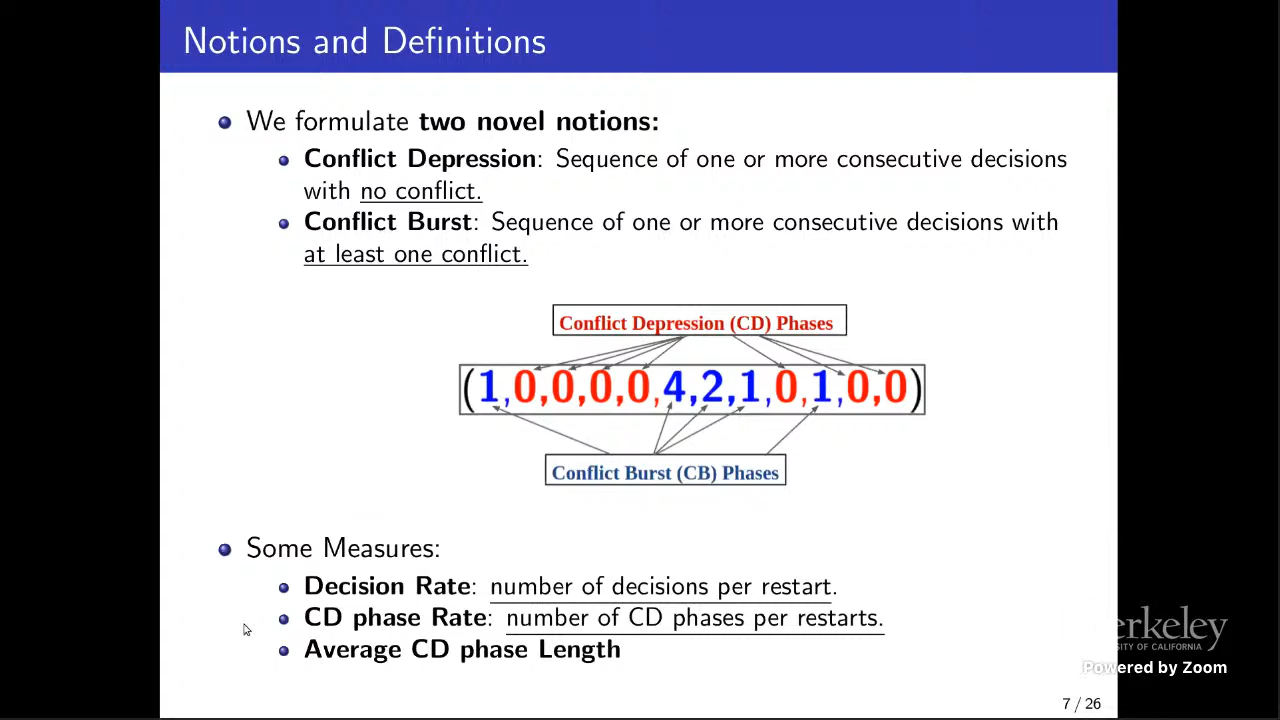 Notions and Definitions
We formulate two novel notions:
Conflict Depression: Sequence of one or more consecutive decisions
with no conflict.
Conflict Burst: Sequence of one or more consecutive decisions with
at least one conflict.
Conflict Depression (CD) Phases
(1,0,0,0,0,4,2,1,0,1,0,0)
Conflict Burst (CB) Phases
Some Measures:
Decision Rate: number of decisions per restart.
CD phase Rate: number of CD phases per restarts.
Average CD phase Length
erkeley
SITY OF CALIFORNIA
Powered by Zoom
7 / 26